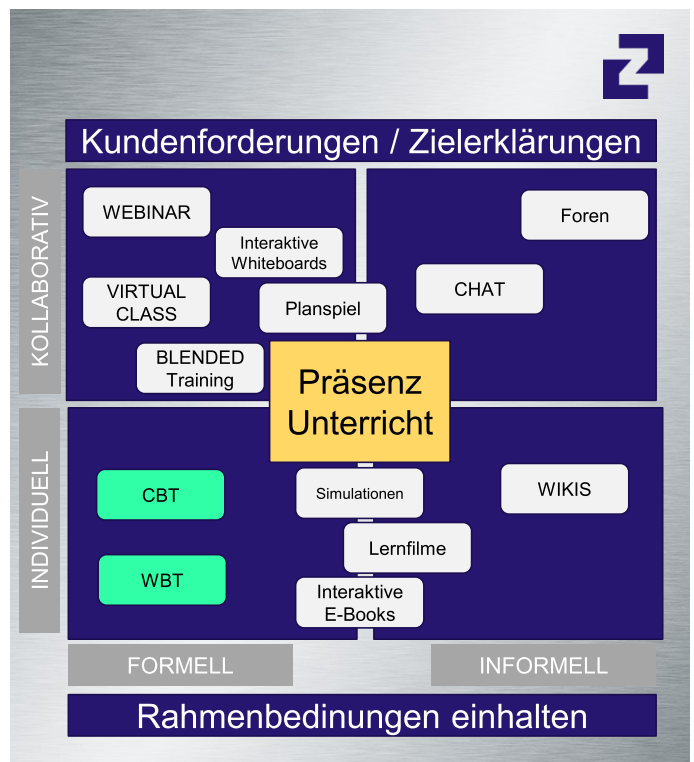 Z
Kundenforderungen / Zielerklärungen
KOLLABORATIV
WEBINAR
Interaktive
Whiteboards
Foren
VIRTUAL
CLASS
CHAT
Planspiel
BLENDED
Training
Präsenz
Unterricht
INDIVIDUELL
CBT
Simulationen
WIKIS
Lernfilme
WBT
Interaktive
E-Books
FORMELL
INFORMELL
Rahmenbedinungen einhalten